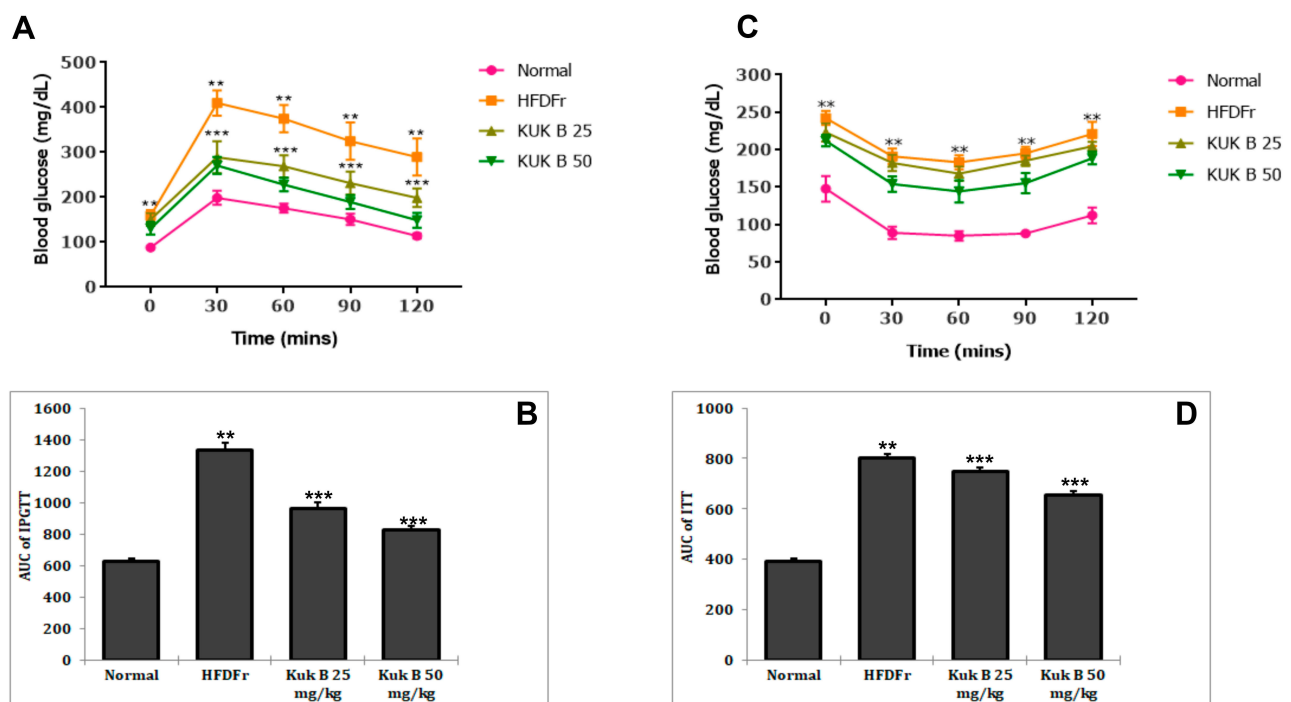 A
Blood glucose (mg/dL)
500
400
300
200
100
0
**
**
**
**
**
***
***
***
***
0 30 60 90 120
Time (mins)
Normal
HFDFr
KUK B 25
KUK B 50
C
Blood glucose (mg/dL)
300
250
200
150
100
50
0
**
**
**
**
**
0 30 60 90 120
Time (mins)
Normal
HFDFr
KUK B 25
KUK B 50
B
AUC of IPGTT
1600
1400
1200
1000
800
600
400
200
0
**
***
***
Normal HFDFr Kuk B 25 Kuk B 50
mg/kg mg/kg
D
AUC of ITT
1000
800
600
400
200
0
**
***
***
Normal HFDFr Kuk B 25 Kuk B 50
mg/kg mg/kg